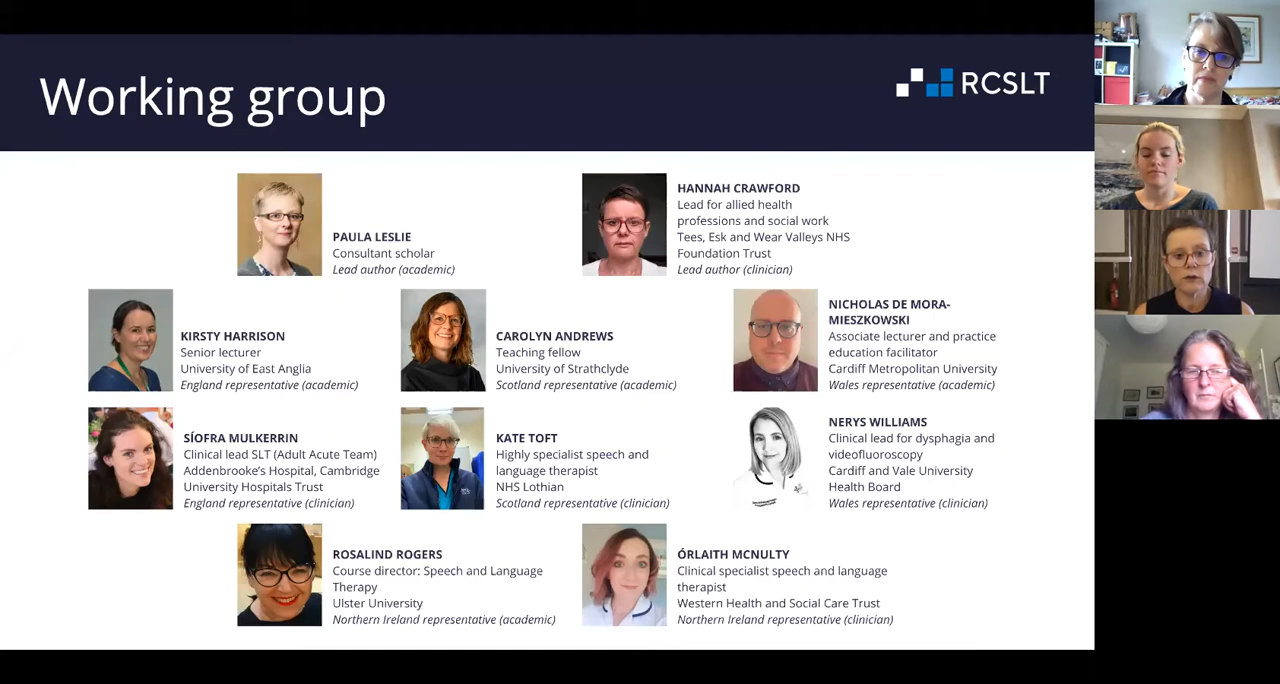 Working group
RCSLT
PAULA LESLIE
Consultant scholar
Lead author (academic)
HANNAH CRAWFORD
Lead for allied health
professions and social work
Tees, Esk and Wear Valleys NHS
Foundation Trust
Lead author (clinician)
KIRSTY HARRISON
Senior lecturer
University of East Anglia
England representative (academic)
CAROLYN ANDREWS
Teaching fellow
University of Strathclyde
Scotland representative (academic)
NICHOLAS DE MORA-
MIESZKOWSKI
Associate lecturer and practice
education facilitator
Cardiff Metropolitan University
Wales representative (academic)
SÍOFRA MULKERRIN
Clinical lead SLT (Adult Acute Team)
Addenbrooke's Hospital, Cambridge
University Hospitals Trust
England representative (clinician)
KATE TOFT
Highly specialist speech and
language therapist
NHS Lothian
Scotland representative (clinician)
NERYS WILLIAMS
Clinical lead for dysphagia and
videofluoroscopy
Cardiff and Vale University
Health Board
Wales representative (clinician)
ROSALIND ROGERS
Course director: Speech and Language
Therapy
Ulster University
Northern Ireland representative (academic)
ÓRLAITH MCNULTY
Clinical specialist speech and language
therapist
Western Health and Social Care Trust
Northern Ireland representative (clinician)